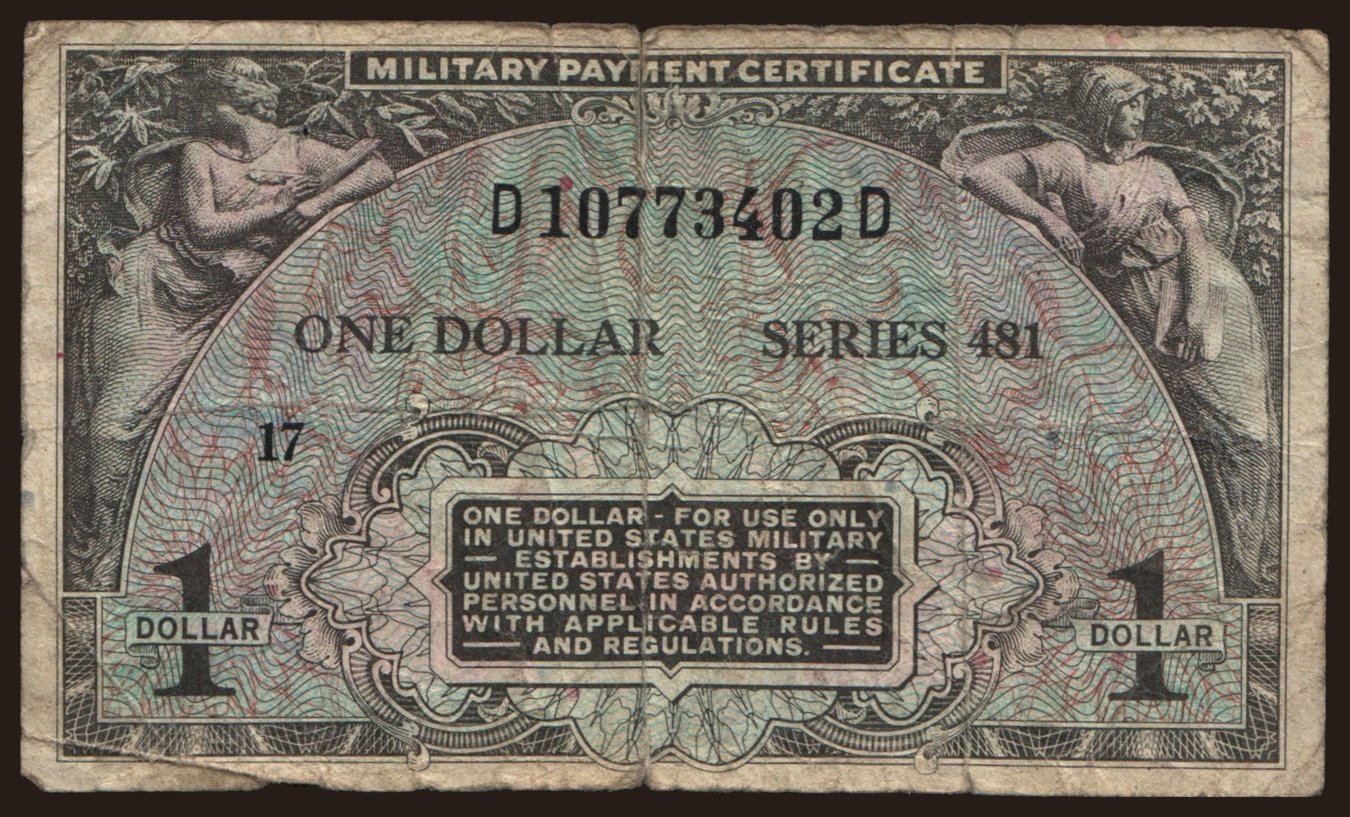 MILITARY PAYMENT CERTIFICATE
D10773402D
ONE DOLLAR SERIES 481
17
ONE DOLLAR - FOR USE ONLY
IN UNITED STATES MILITARY
— ESTABLISHMENTS BY —
UNITED STATES AUTHORIZED
PERSONNEL IN ACCORDANCE
WITH APPLICABLE RULES
— AND REGULATIONS. —
1
DOLLAR
1
DOLLAR